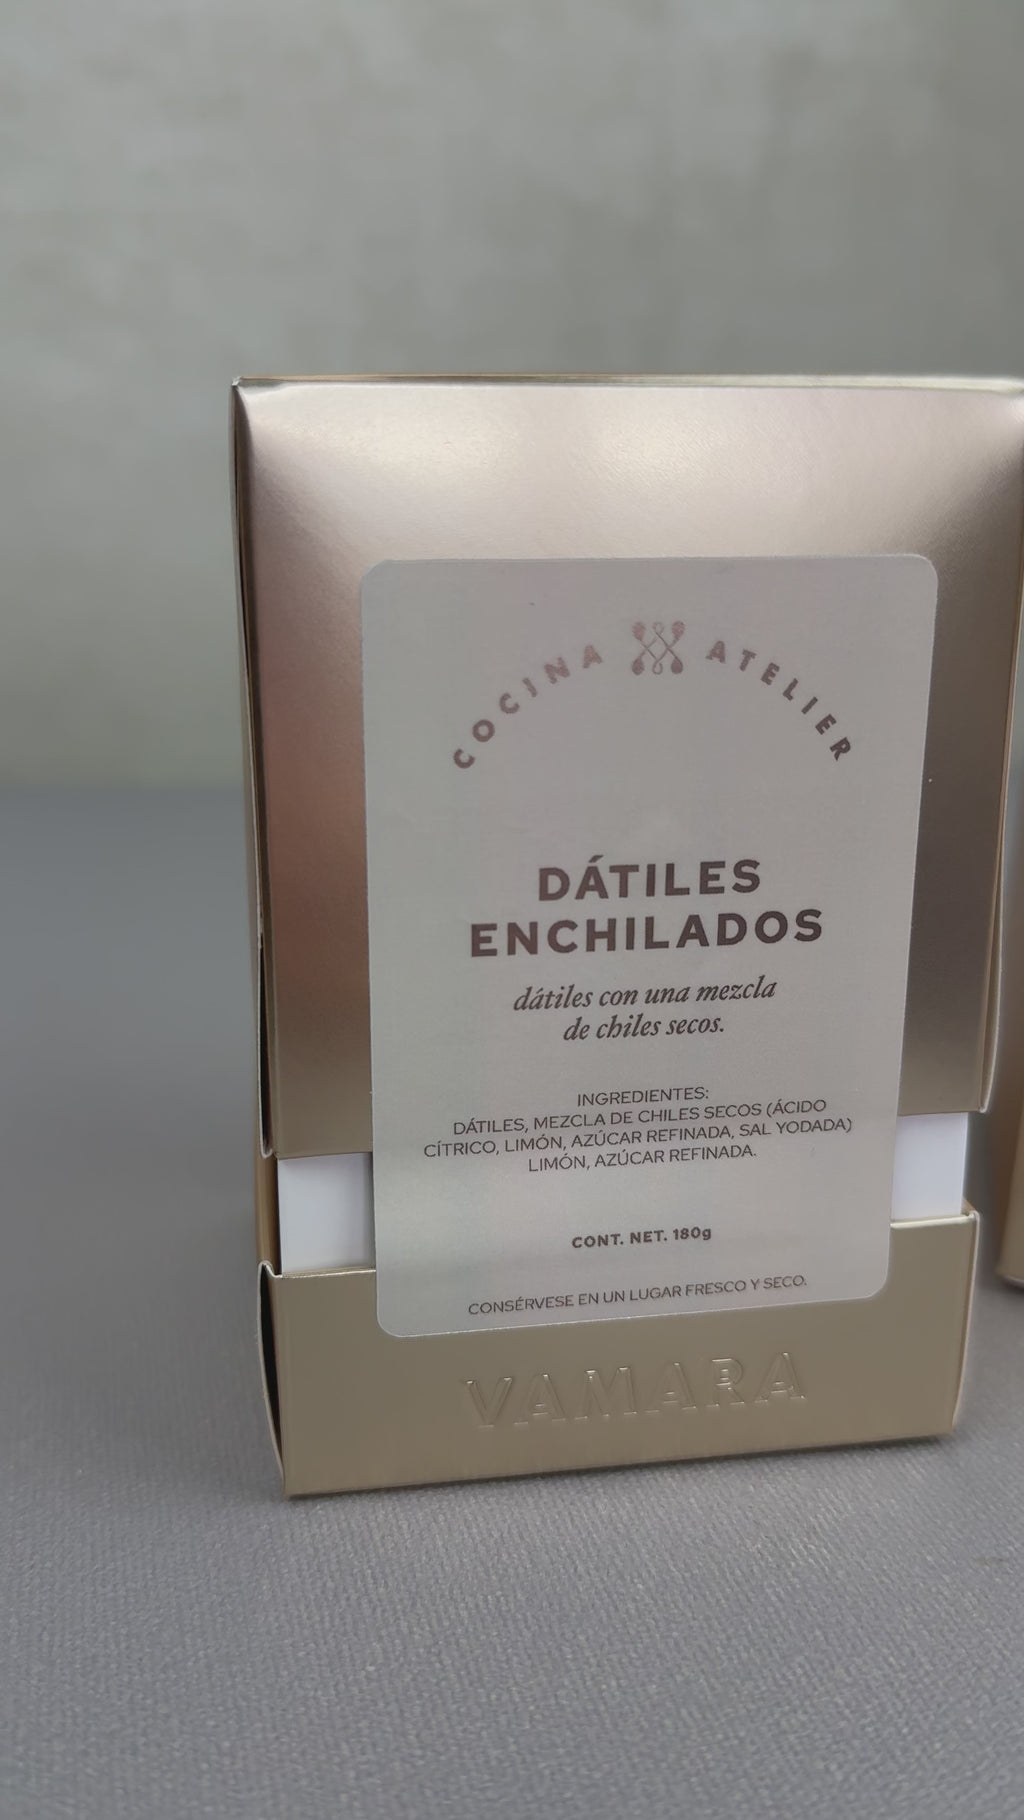 COCINA ATELIER
DÁTILES
ENCHILADOS
dátiles con una mezcla
de chiles secos.
INGREDIENTES:
DÁTILES, MEZCLA DE CHILES SECOS (ÁCIDO
CÍTRICO, LIMÓN, AZÚCAR REFINADA, SAL YODADA)
LIMÓN, AZÚCAR REFINADA.
CONT. NET. 180g
CONSÉRVESE EN UN LUGAR FRESCO Y SECO.
VAMARA